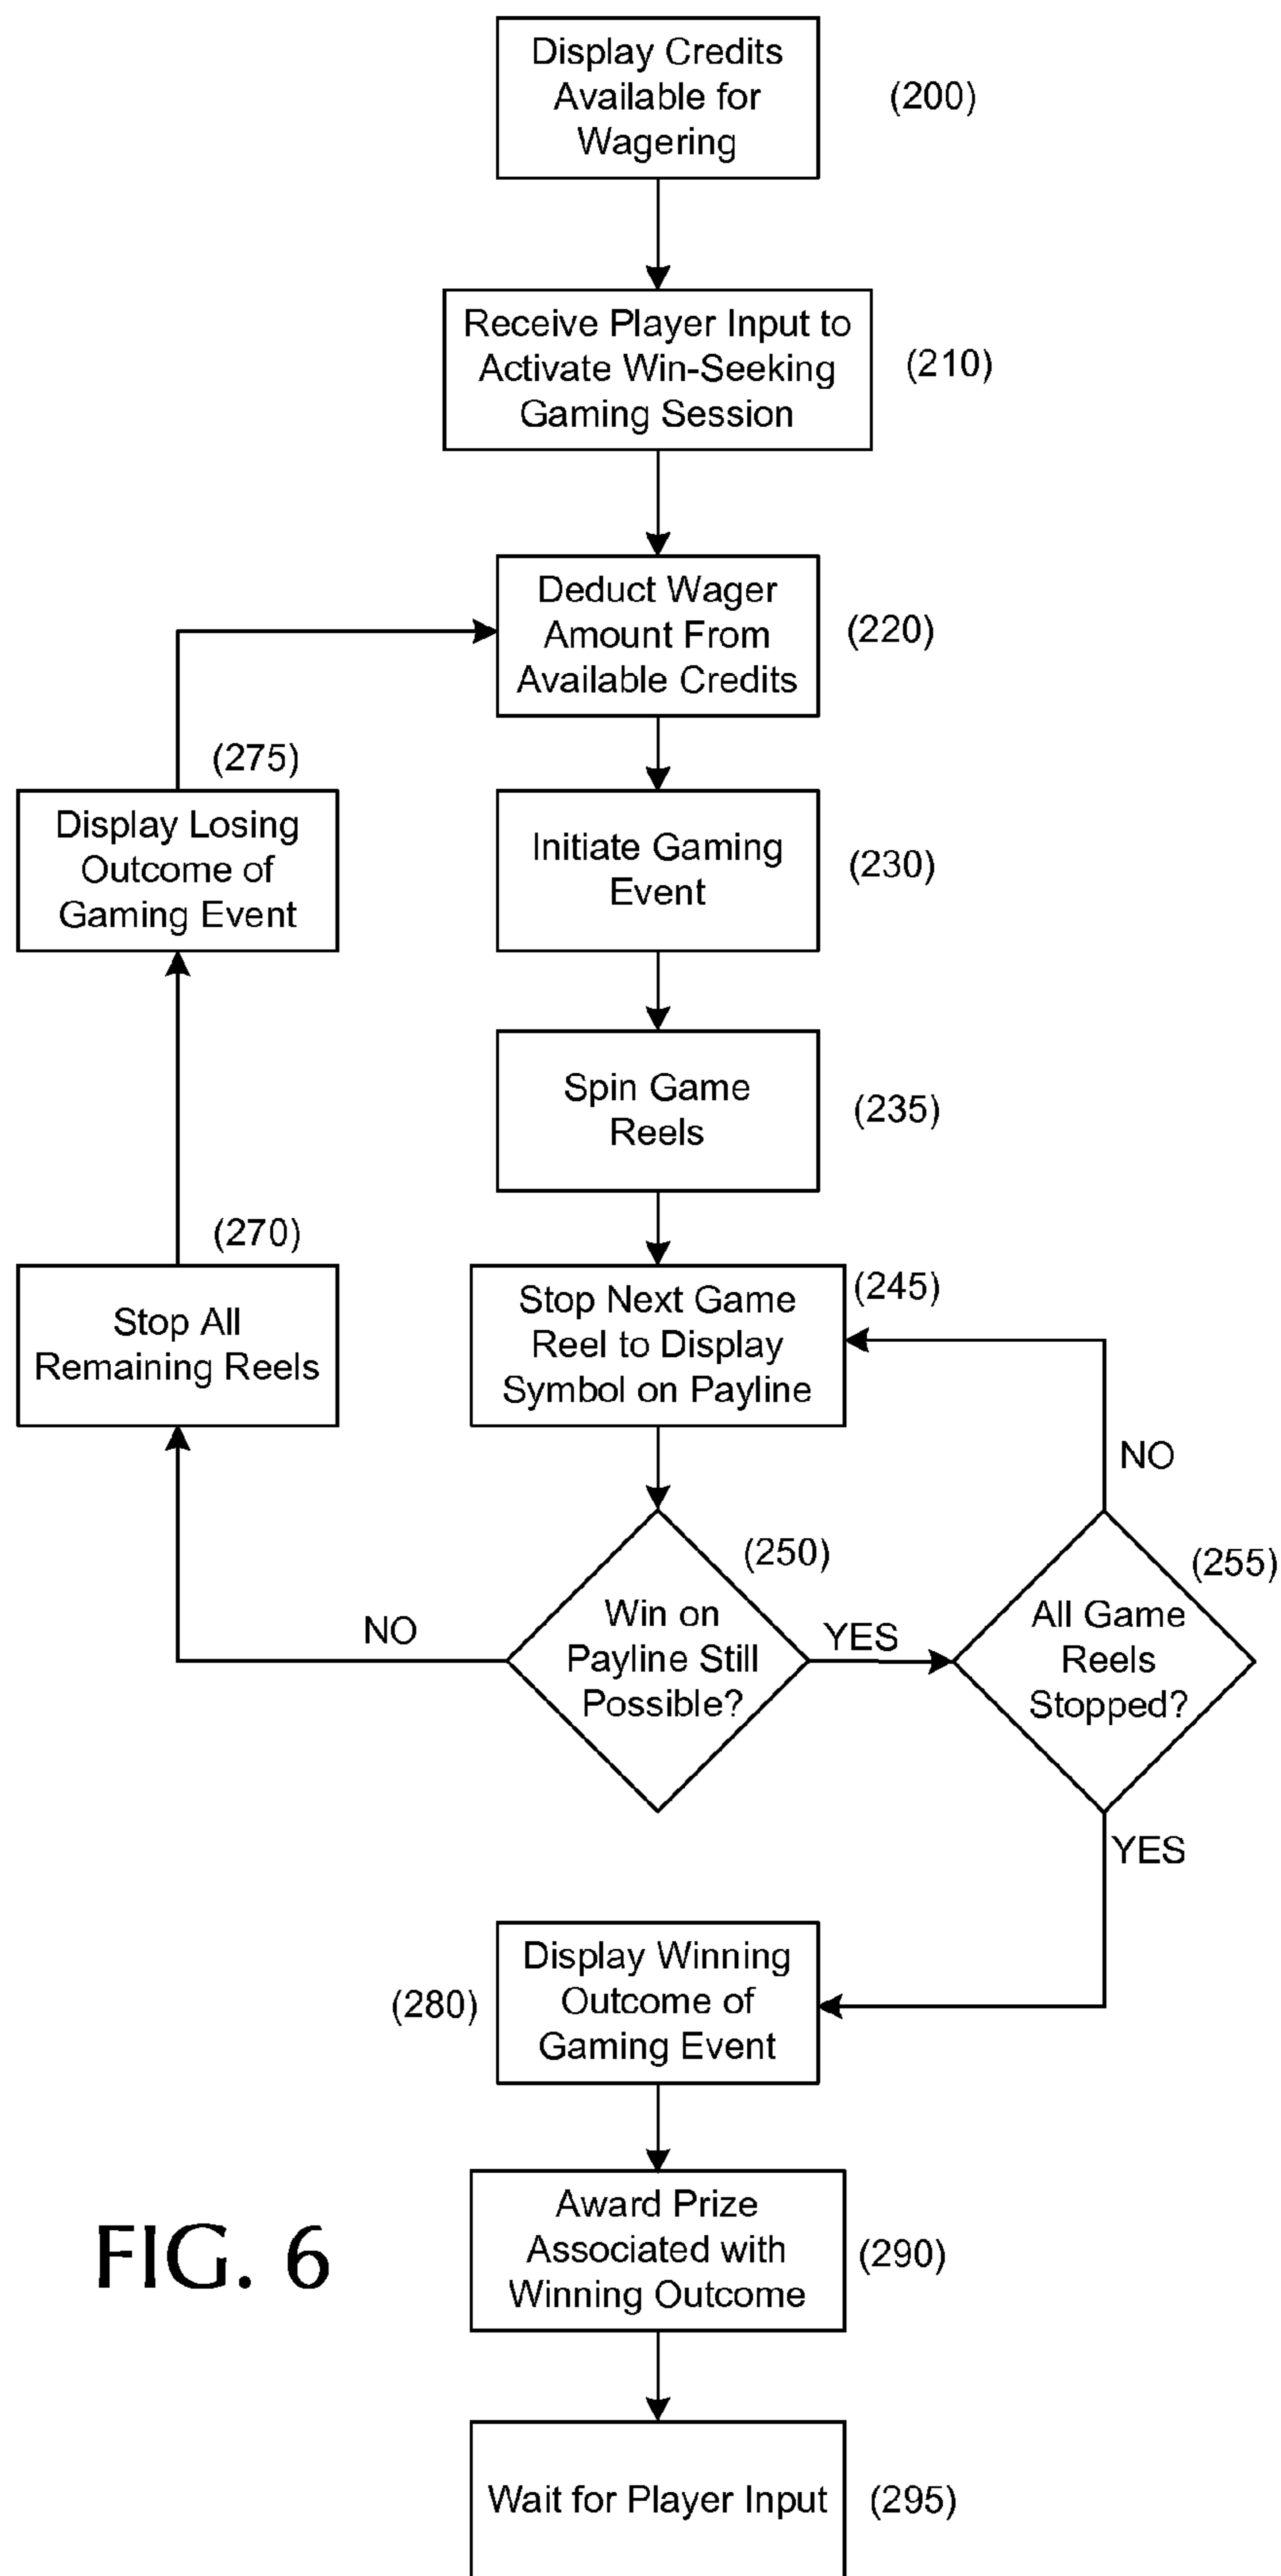 Display Credits
Available for
Wagering
(200)
Receive Player Input to
Activate Win-Seeking
Gaming Session
(210)
Deduct Wager
Amount From
Available Credits
(220)
(275)
Display Losing
Outcome of
Gaming Event
Initiate Gaming
Event
(230)
Spin Game
Reels
(235)
(270)
Stop All
Remaining Reels
Stop Next Game
Reel to Display
Symbol on Payline
(245)
NO
(250)
Win on
Payline Still
Possible?
NO
YES
(255)
All Game
Reels
Stopped?
YES
Display Winning
Outcome of
Gaming Event
(280)
Award Prize
Associated with
Winning Outcome
(290)
FIG. 6
Wait for Player Input
(295)